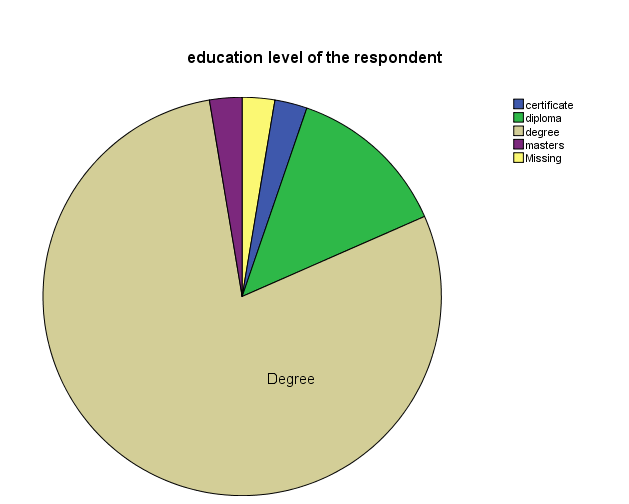 education level of the respondent
certificate
diploma
degree
masters
Missing
Degree